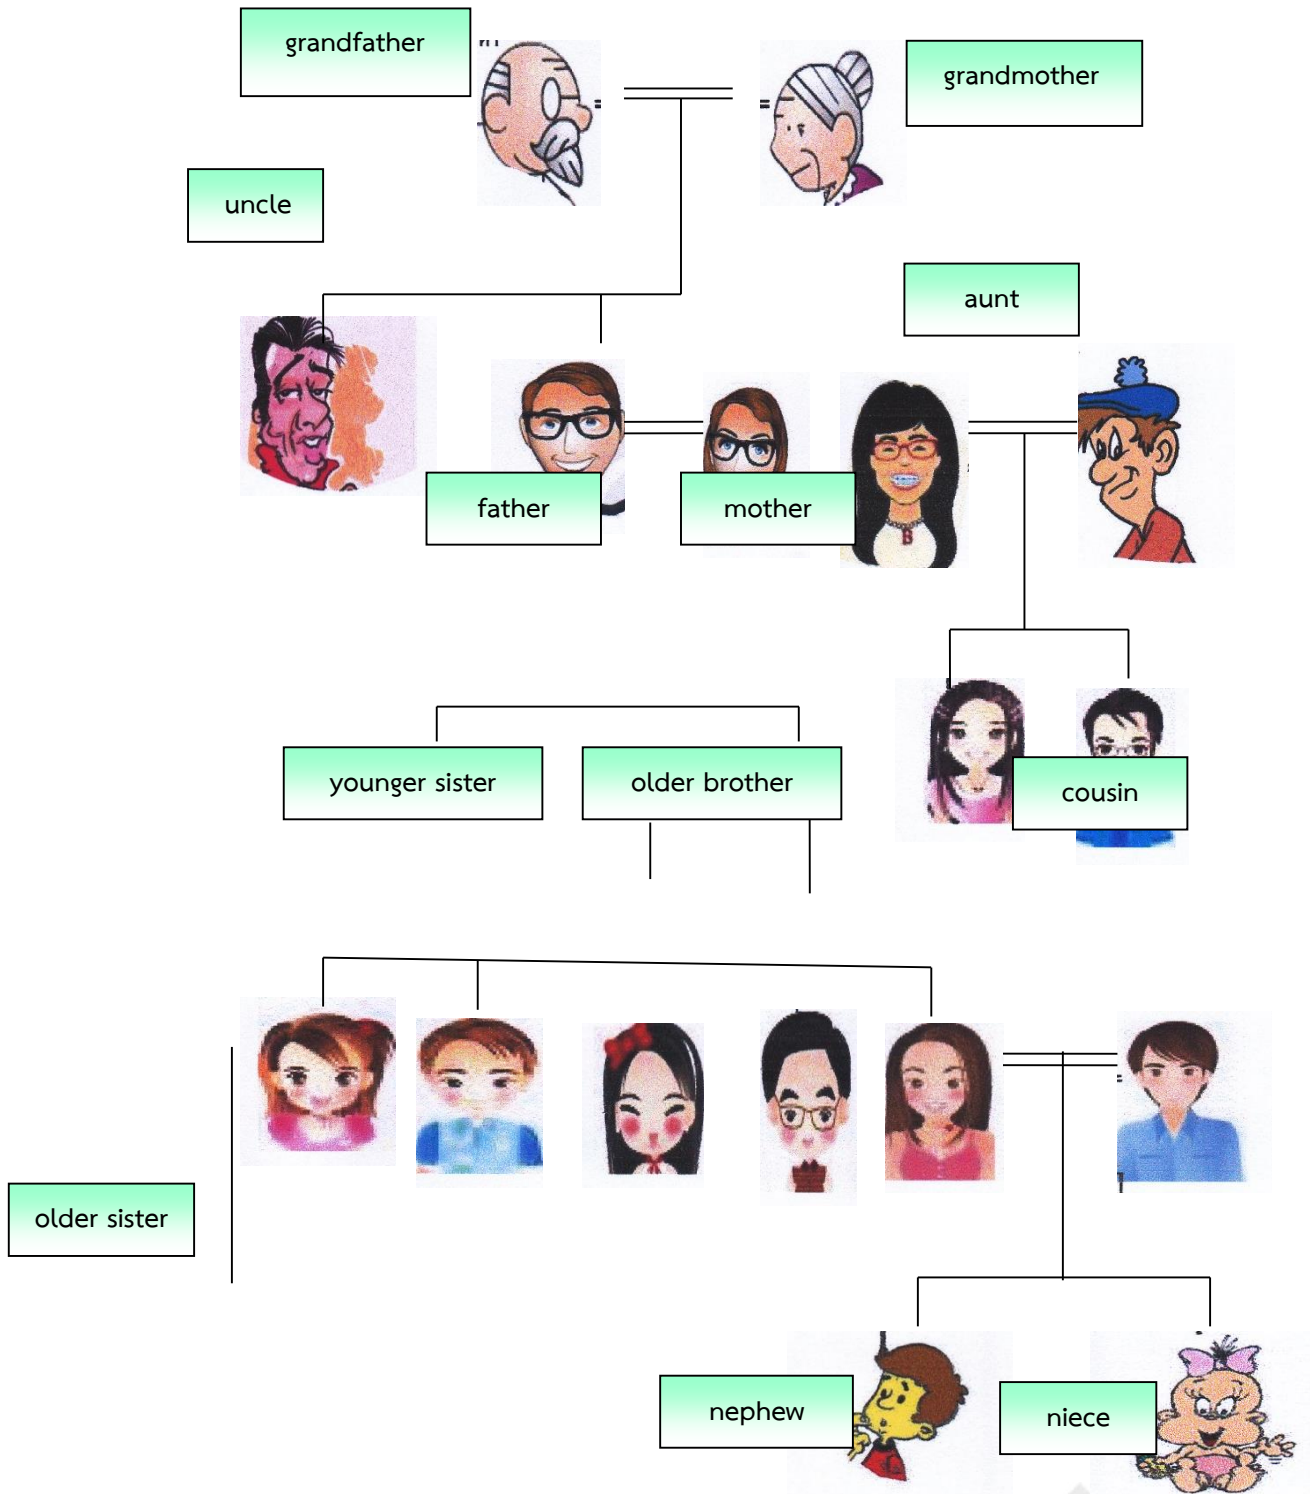 grandfather
grandmother
uncle
aunt
father
mother
younger sister
older brother
cousin
older sister
nephew
niece